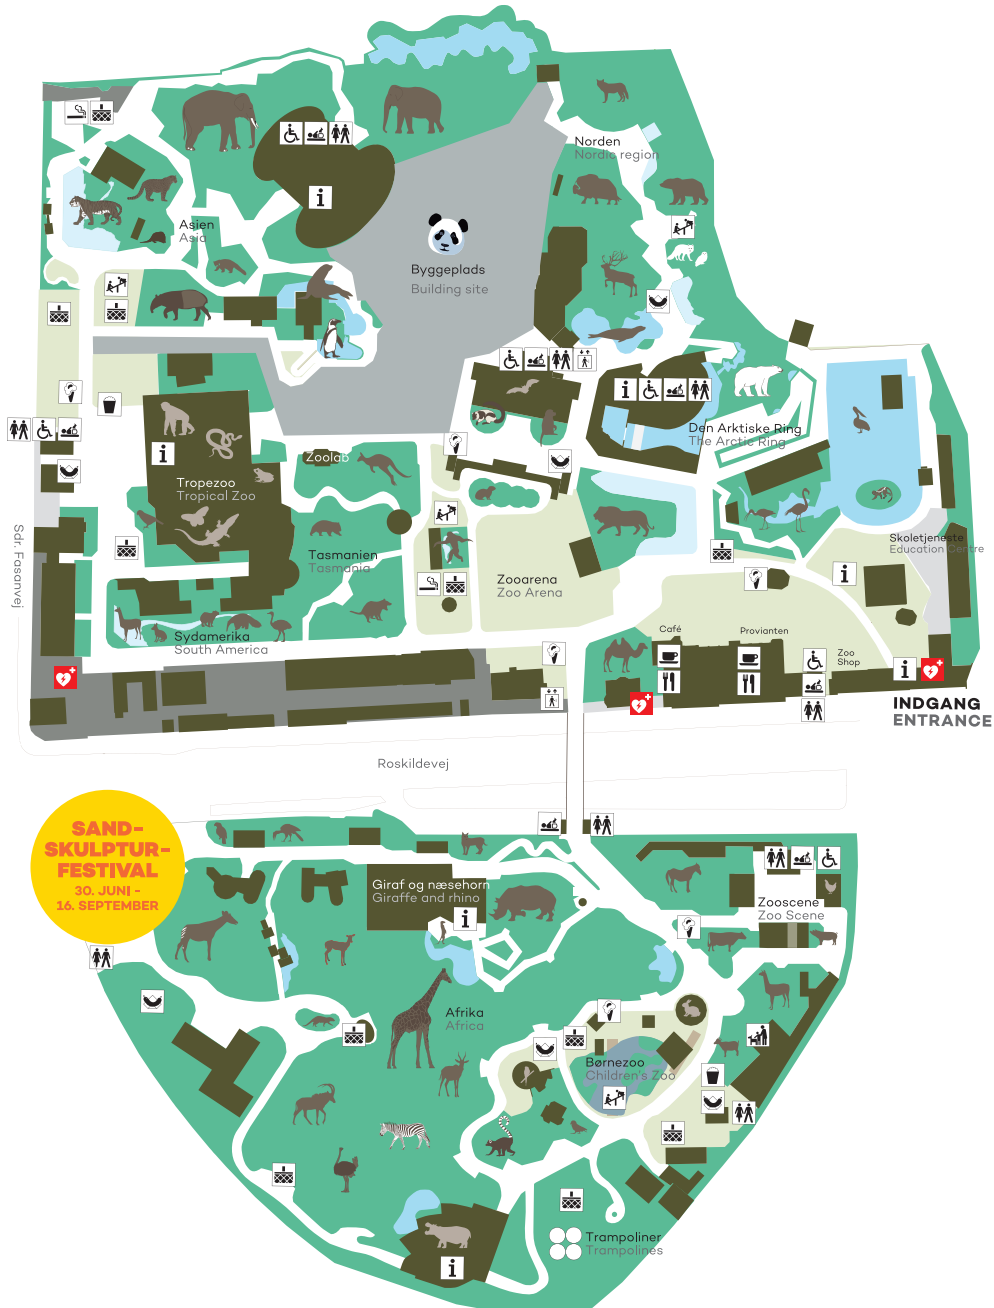 Norden
Nordic region
Asien
Asia
Byggeplads
Building site
Den Arktiske Ring
The Arctic Ring
Zoolab
Tropezoo
Tropical Zoo
Skoletjeneste
Education Centre
Sdr. Fasanvej
Tasmanien
Tasmania
Zooarena
Zoo Arena
Sydamerika
South America
Café
Provianten
Zoo
Shop
INDGANG
ENTRANCE
Roskildevej
SAND-
SKULPTUR-
FESTIVAL
30. JUNI -
16. SEPTEMBER
Giraf og næsehorn
Giraffe and rhino
Zooscene
Zoo Scene
Afrika
Africa
Børnezoo
Children's Zoo
Trampoliner
Trampolines
i
i
i
i
i
i
i